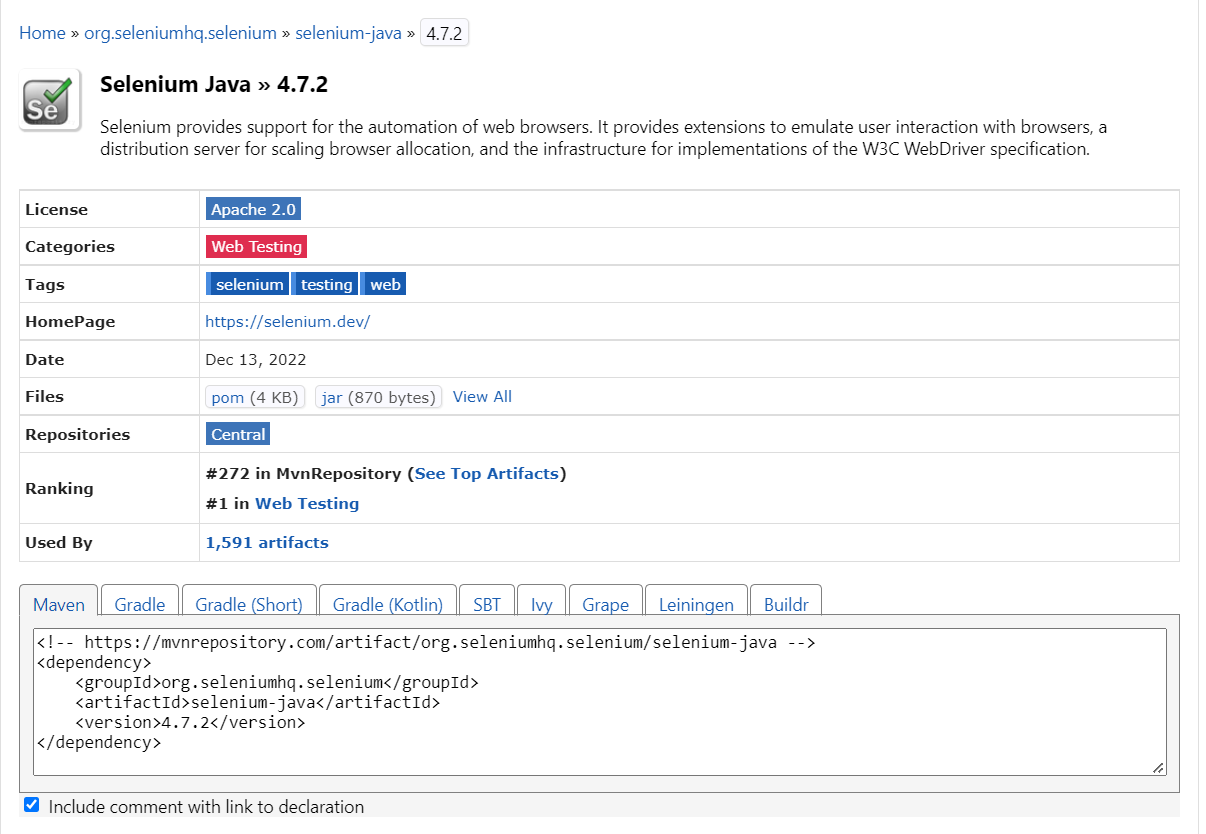 Home » org.seleniumhq.selenium » selenium-java » 4.7.2
Se
Selenium Java » 4.7.2
Selenium provides support for the automation of web browsers. It provides extensions to emulate user interaction with browsers, a
distribution server for scaling browser allocation, and the infrastructure for implementations of the W3C WebDriver specification.
License Apache 2.0
Categories Web Testing
Tags selenium testing web
HomePage https://selenium.dev/
Date Dec 13, 2022
Files pom (4 KB) jar (870 bytes) View All
Repositories Central
Ranking #272 in MvnRepository (See Top Artifacts)
#1 in Web Testing
Used By 1,591 artifacts
Maven Gradle Gradle (Short) Gradle (Kotlin) SBT Ivy Grape Leiningen Buildr
<!-- https://mvnrepository.com/artifact/org.seleniumhq.selenium/selenium-java -->
<dependency>
    <groupId>org.seleniumhq.selenium</groupId>
    <artifactId>selenium-java</artifactId>
    <version>4.7.2</version>
</dependency>
Include comment with link to declaration